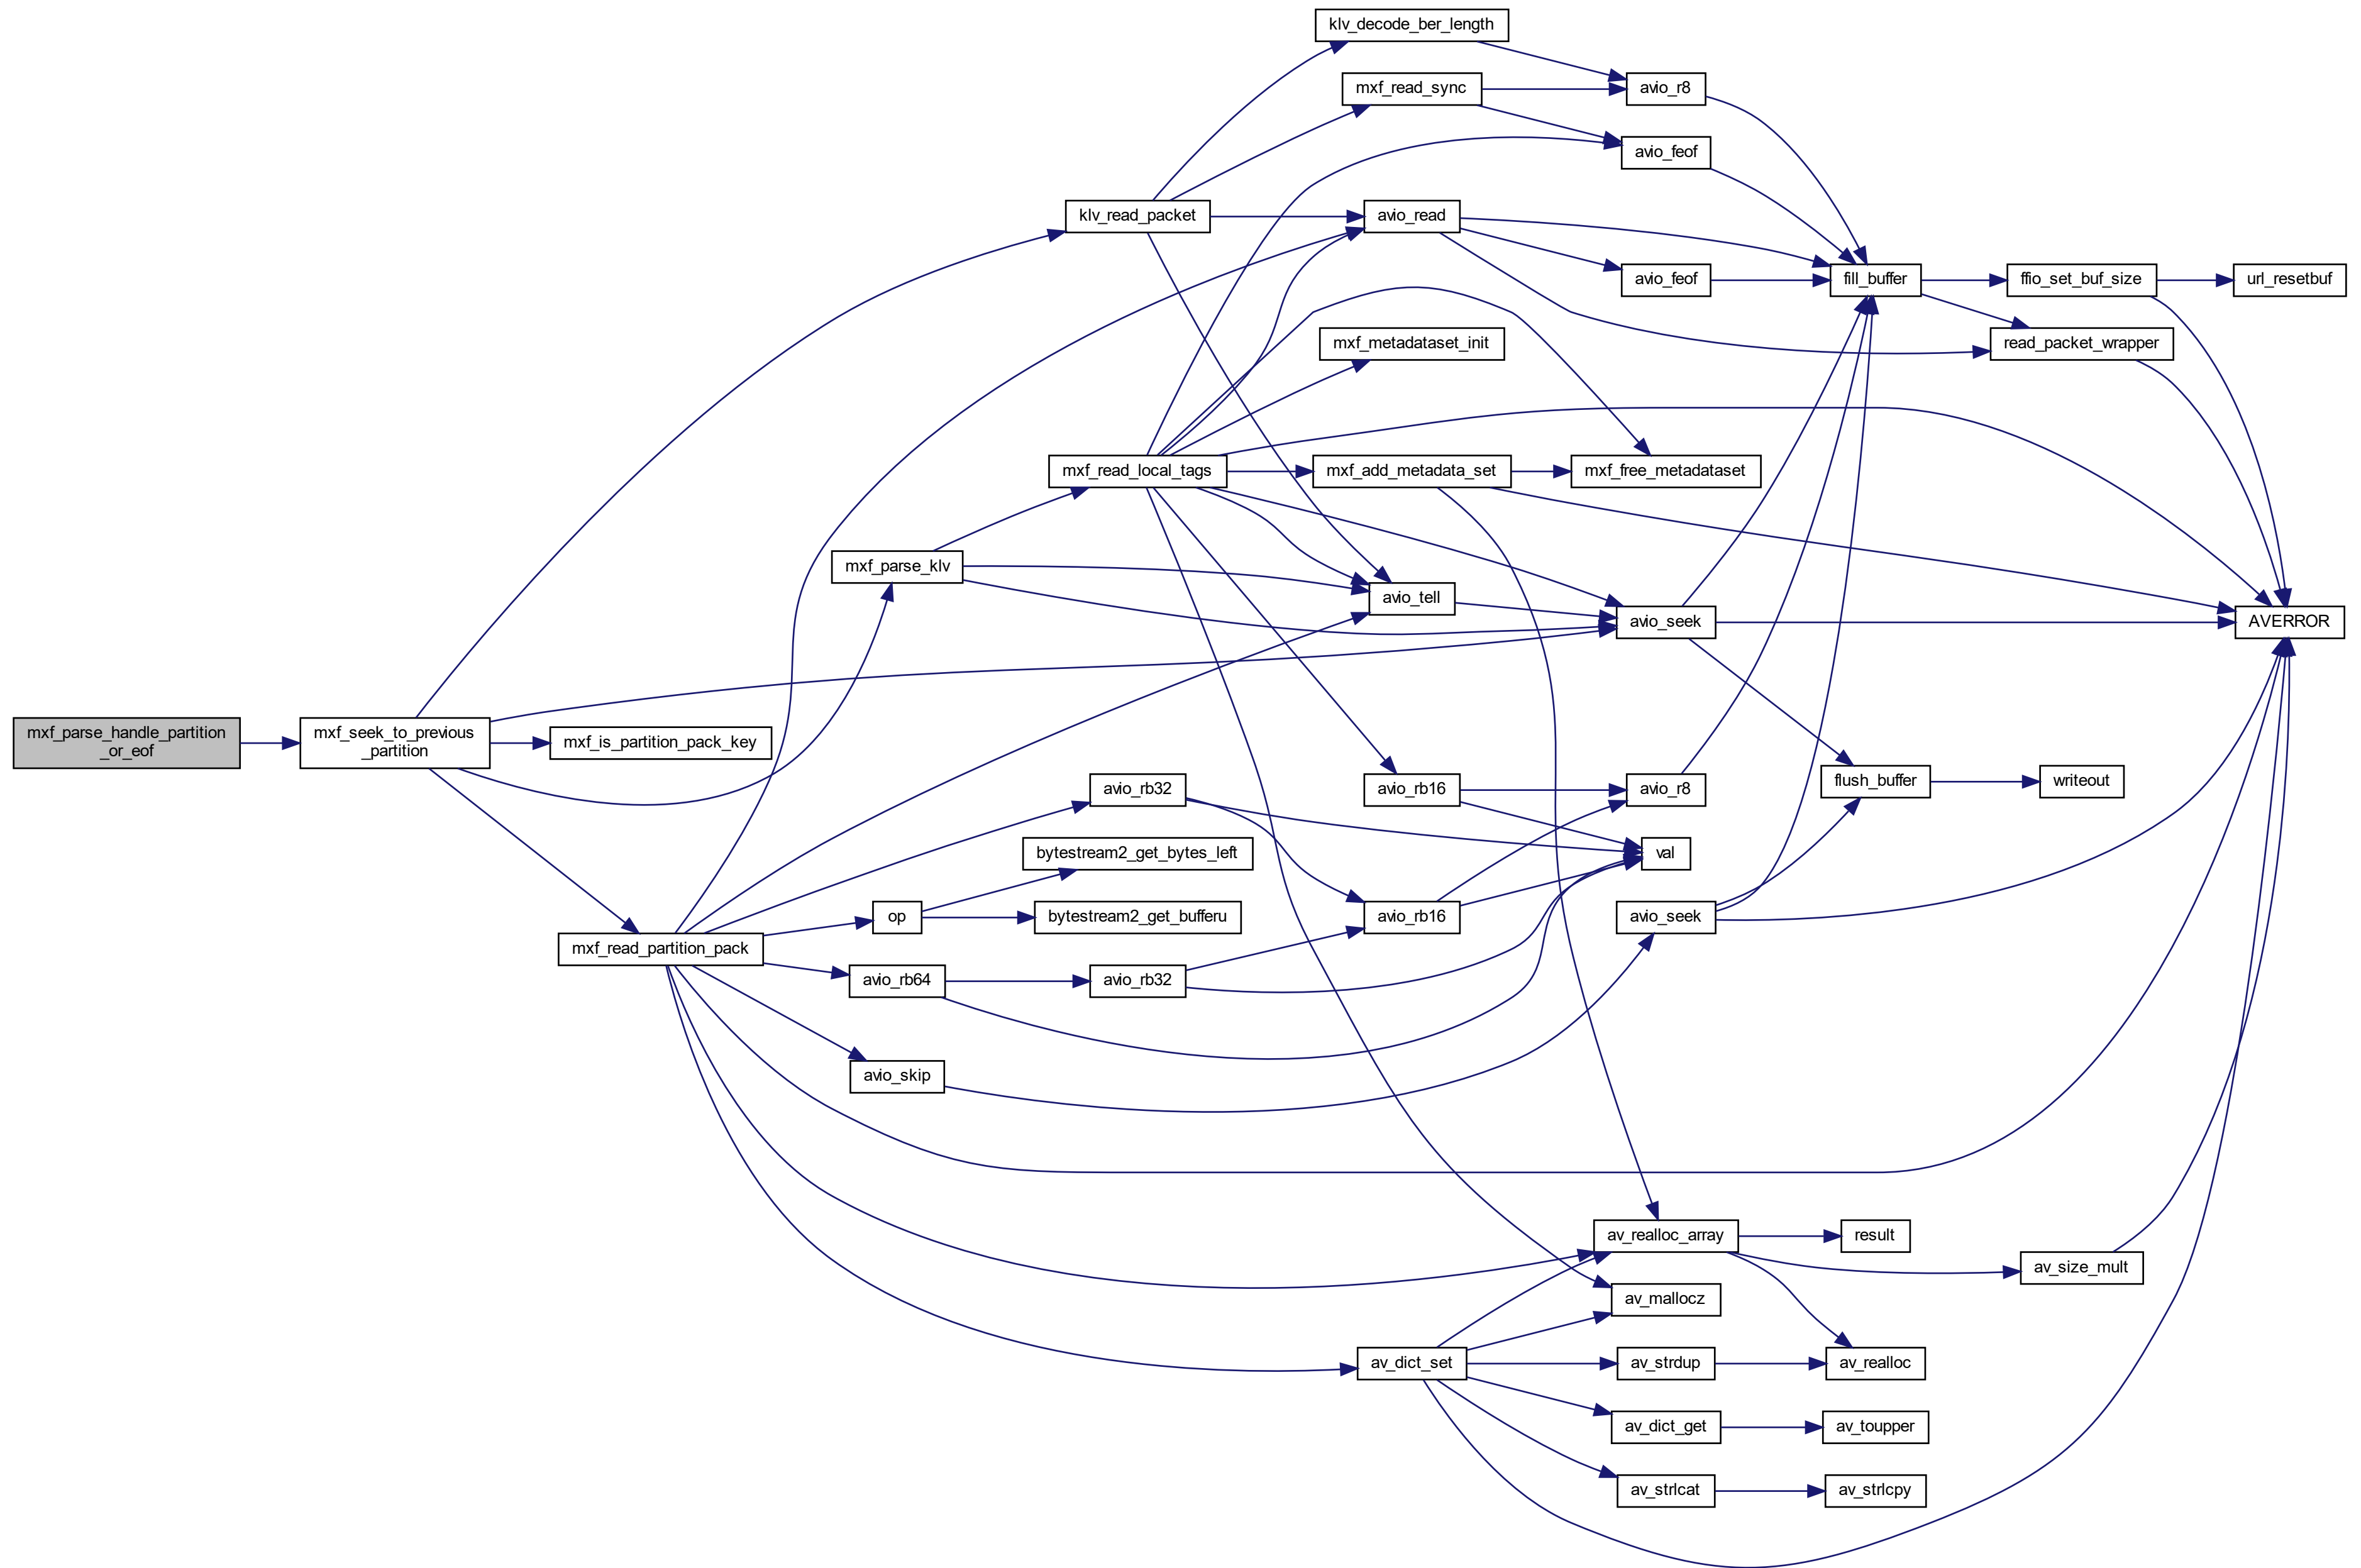 klv_decode_ber_length
mxf_read_sync
avio_r8
avio_feof
klv_read_packet
avio_read
avio_feof
fill_buffer
ffio_set_buf_size
url_resetbuf
mxf_metadataset_init
read_packet_wrapper
mxf_read_local_tags
mxf_add_metadata_set
mxf_free_metadataset
mxf_parse_klv
avio_tell
avio_seek
AVERROR
mxf_parse_handle_partition
_or_eof
mxf_seek_to_previous
_partition
mxf_is_partition_pack_key
avio_rb32
avio_rb16
avio_r8
flush_buffer
writeout
bytestream2_get_bytes_left
val
op
bytestream2_get_bufferu
avio_rb16
avio_seek
mxf_read_partition_pack
avio_rb64
avio_rb32
avio_skip
av_realloc_array
result
av_size_mult
av_mallocz
av_dict_set
av_strdup
av_realloc
av_dict_get
av_toupper
av_strlcat
av_strlcpy